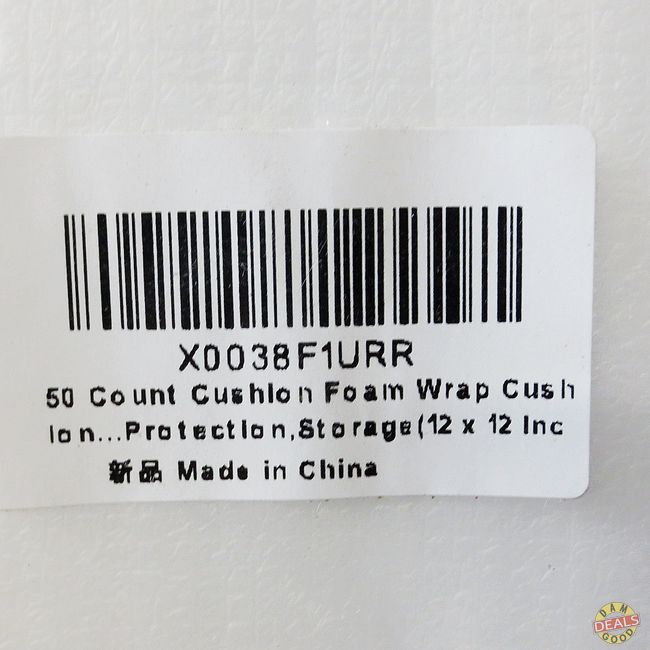 X0038F1URR
50 Count Cushion Foam Wrap Cush
ion...Protection,Storage(12 x 12 Inc
新品 Made in China
DAM
DEALS
GOOD